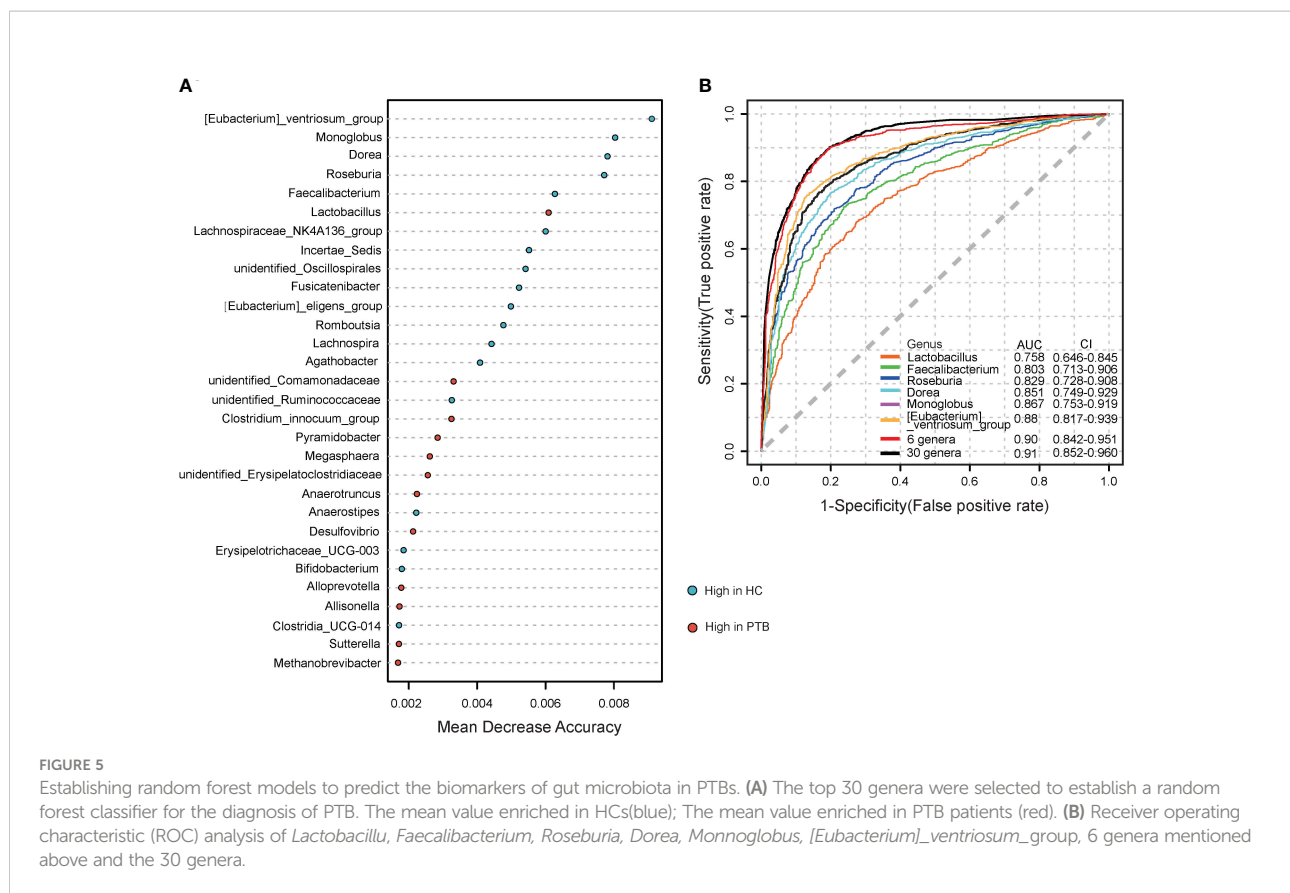 A
[Eubacterium]_ventriosum_group
Monoglobus
Dorea
Roseburia
Faecalibacterium
Lactobacillus
Lachnospiraceae_NK4A136_group
Incertae_Sedis
unidentified_Oscillospirales
Fusicatenibacter
[Eubacterium]_eligens_group
Romboutsia
Lachnospira
Agathobacter
unidentified_Comamonadaceae
unidentified_Ruminococcaceae
Clostridium_innocuum_group
Pyramidobacter
Megasphaera
unidentified_Erysipelatoclostridiaceae
Anaerotruncus
Anaerostipes
Desulfovibrio
Erysipelotrichaceae_UCG-003
Bifidobacterium
Alloprevotella
Allisonella
Clostridia_UCG-014
Sutterella
Methanobrevibacter
0.002 0.004 0.006 0.008
Mean Decrease Accuracy
B
Sensitivity(True positive rate)
1.0
0.8
0.6
0.4
0.2
0.0
Genus AUC CI
Lactobacillus 0.758 0.646-0.845
Faecalibacterium 0.803 0.713-0.906
Roseburia 0.829 0.728-0.908
Dorea 0.851 0.749-0.929
Monoglobus 0.867 0.753-0.919
[Eubacterium] 0.88 0.817-0.939
_ventriosum_group
6 genera 0.90 0.842-0.951
30 genera 0.91 0.852-0.960
0.0 0.2 0.4 0.6 0.8 1.0
1-Specificity(False positive rate)
High in HC
High in PTB
FIGURE 5
Establishing random forest models to predict the biomarkers of gut microbiota in PTBs. (A) The top 30 genera were selected to establish a random
forest classifier for the diagnosis of PTB. The mean value enriched in HCs(blue); The mean value enriched in PTB patients (red). (B) Receiver operating
characteristic (ROC) analysis of Lactobacillu, Faecalibacterium, Roseburia, Dorea, Monnoglobus, [Eubacterium]_ventriosum_group, 6 genera mentioned
above and the 30 genera.